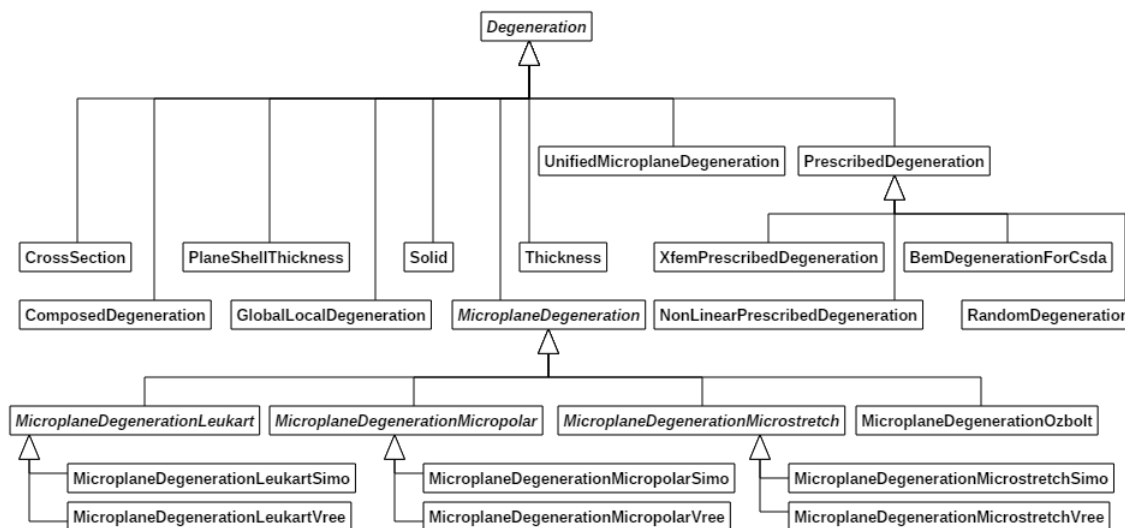 Degeneration
UnifiedMicroplaneDegeneration
PrescribedDegeneration
CrossSection
PlaneShellThickness
Solid
Thickness
XfemPrescribedDegeneration
BemDegenerationForCsda
ComposedDegeneration
GlobalLocalDegeneration
MicroplaneDegeneration
NonLinearPrescribedDegeneration
RandomDegeneration
MicroplaneDegenerationLeukart
MicroplaneDegenerationMicropolar
MicroplaneDegenerationMicrostretch
MicroplaneDegenerationOzbolt
MicroplaneDegenerationLeukartSimo
MicroplaneDegenerationMicropolarSimo
MicroplaneDegenerationMicrostretchSimo
MicroplaneDegenerationLeukartVree
MicroplaneDegenerationMicropolarVree
MicroplaneDegenerationMicrostretchVree